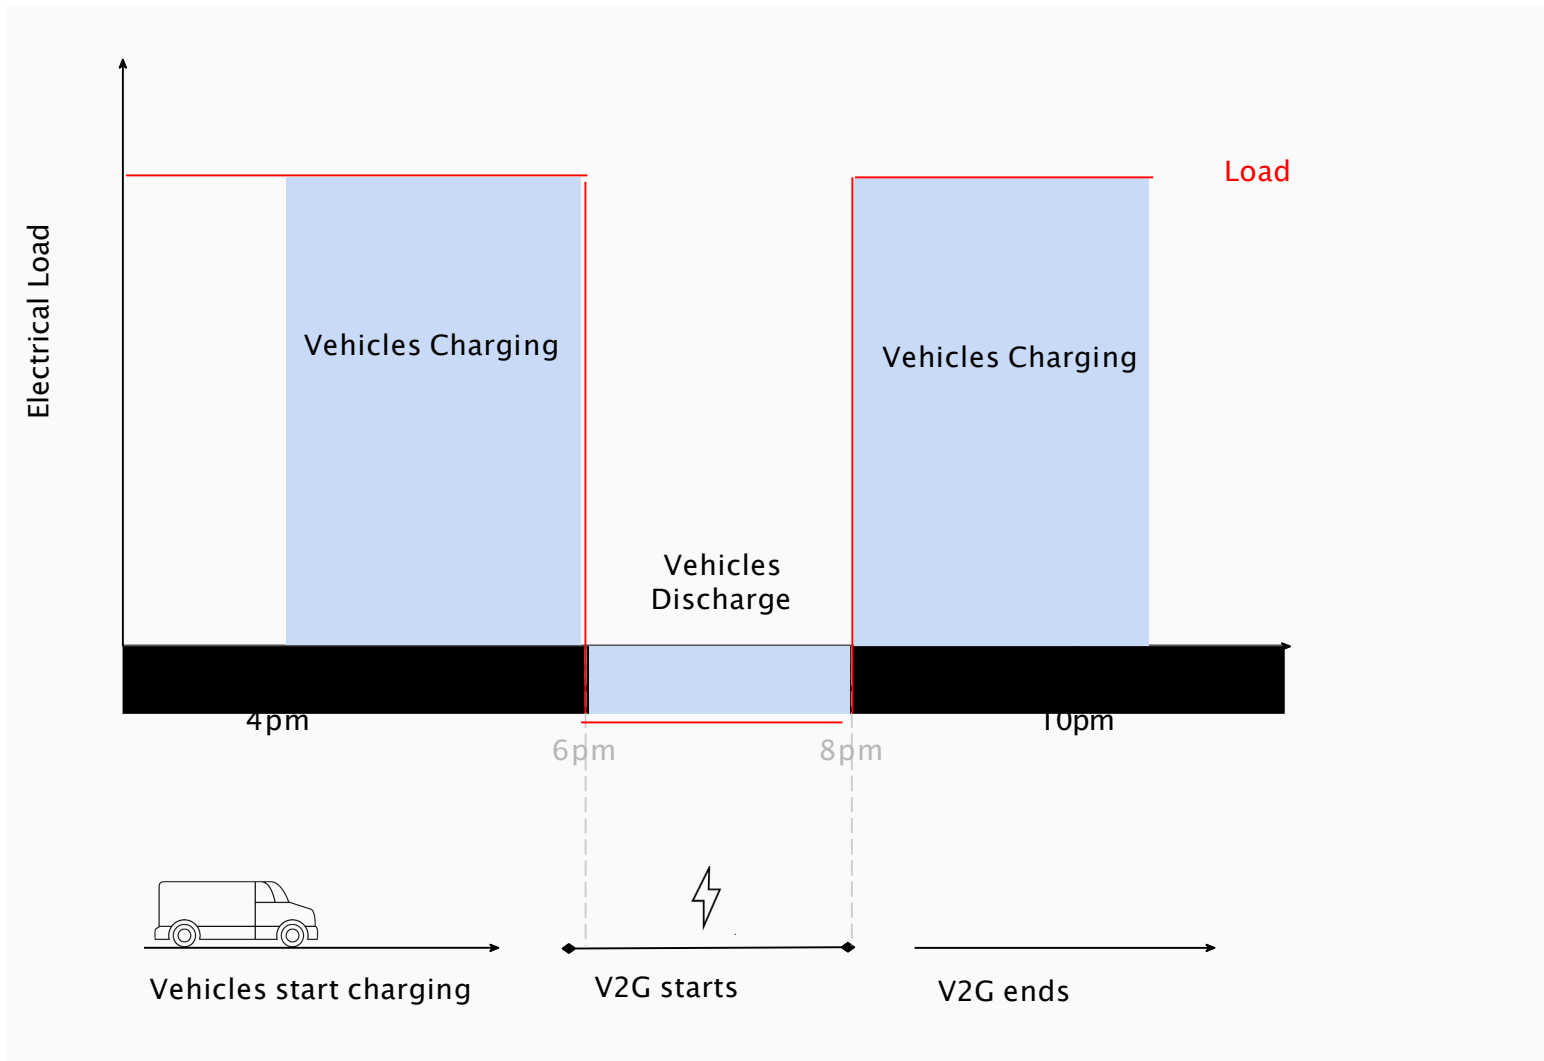 Load
Electrical Load
Vehicles Charging
Vehicles Charging
Vehicles
Discharge
4pm
10pm
6pm
8pm
Vehicles start charging
V2G starts
V2G ends